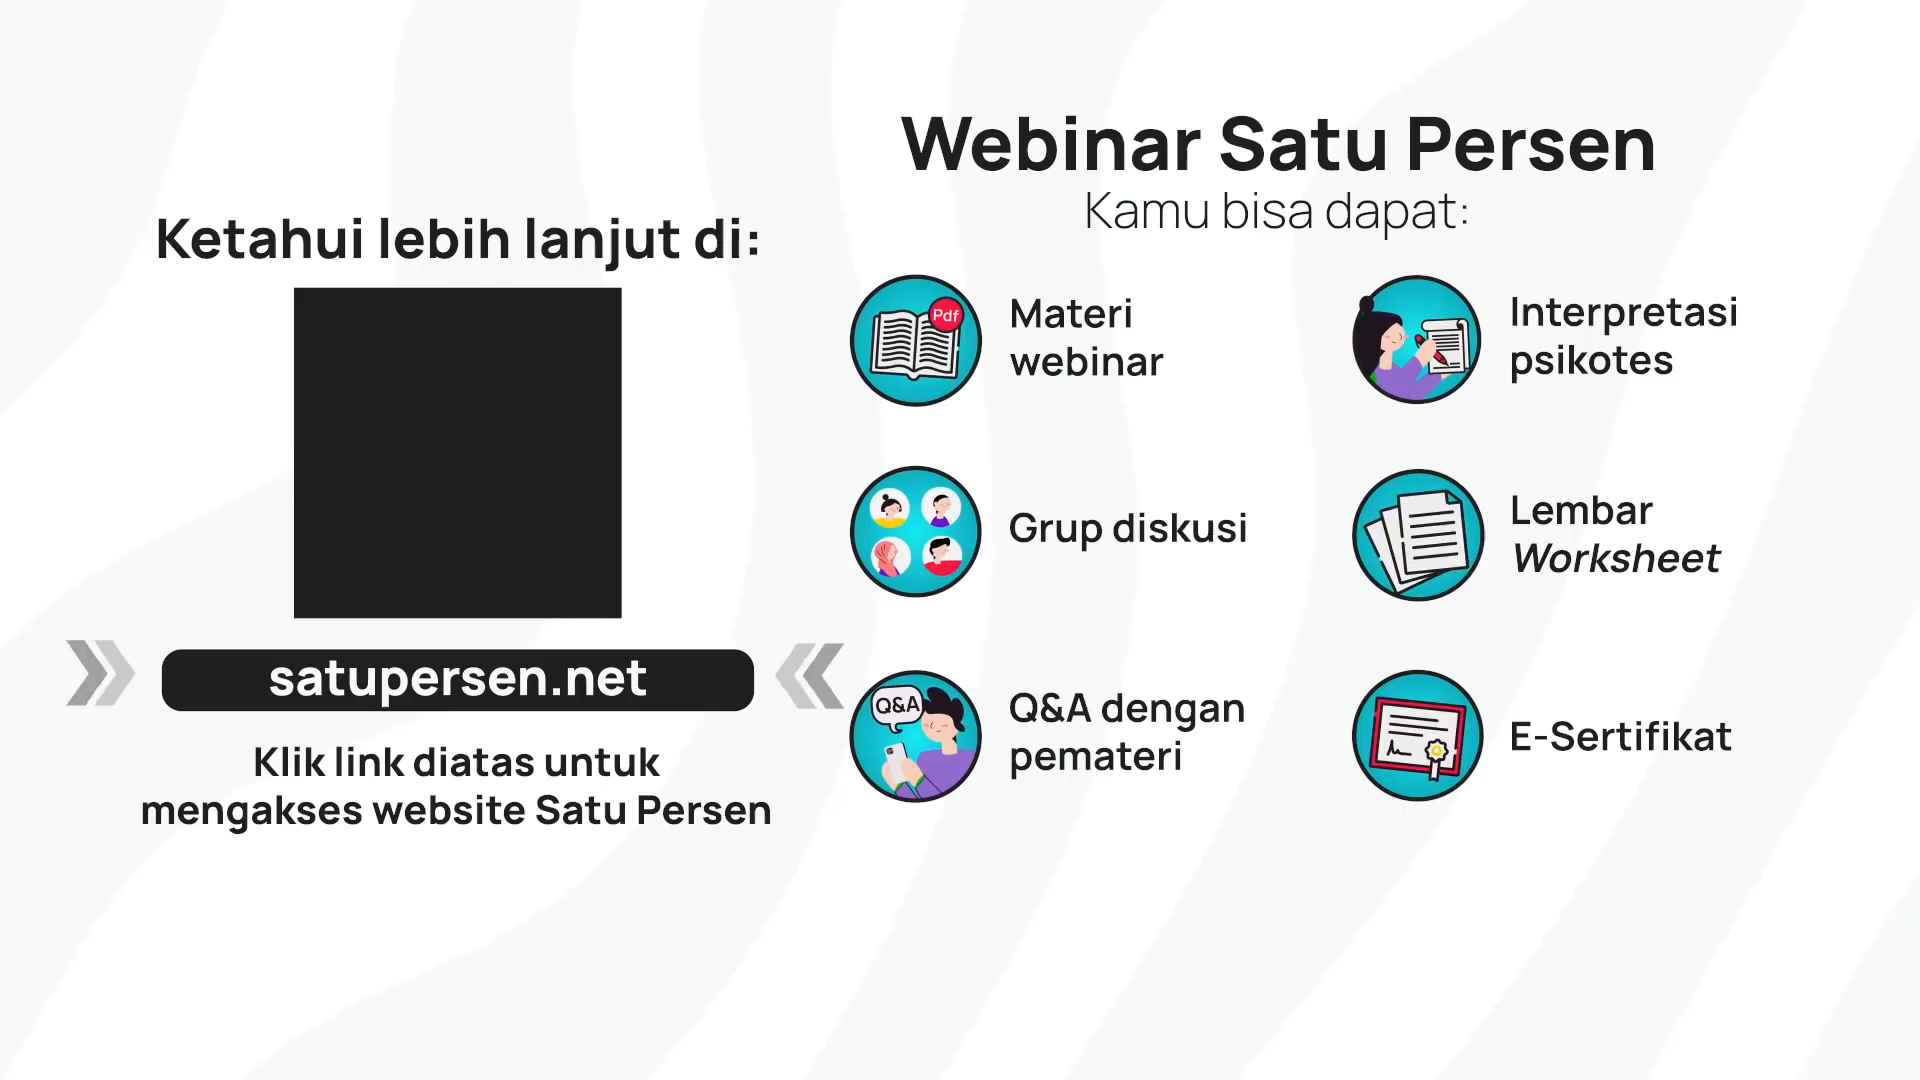 Ketahui lebih lanjut di:
satupersen.net
Klik link diatas untuk
mengakses website Satu Persen
Webinar Satu Persen
Kamu bisa dapat:
Pdf
Materi
webinar
Interpretasi
psikotes
Grup diskusi
Lembar
Worksheet
Q&A
Q&A dengan
pemateri
E-Sertifikat